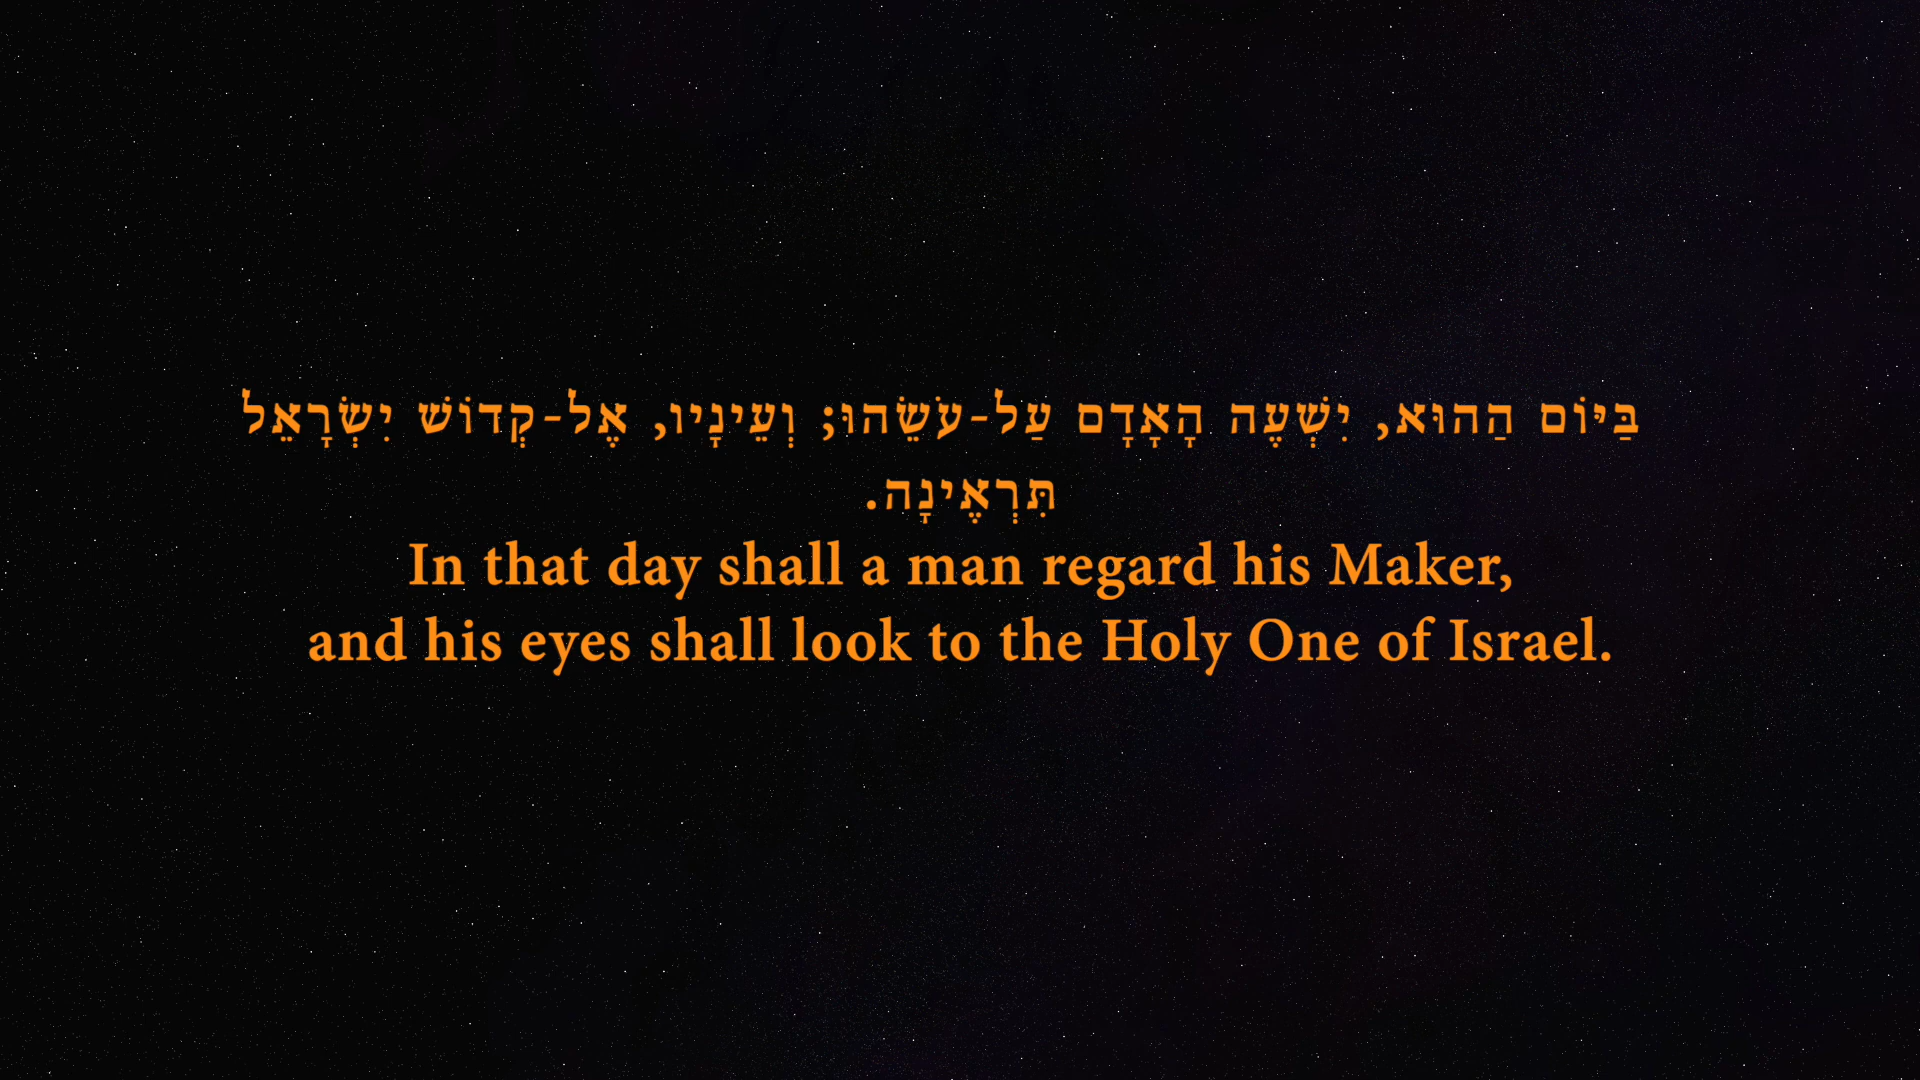 בַּיּוֹם הַהוּא, יִשְׁעֶה הָאָדָם עַל-עֹשֵׂהוּ; וְעֵינָיו, אֶל-קְדוֹשׁ יִשְׂרָאֵל
תִּרְאֶינָה.
In that day shall a man regard his Maker,
and his eyes shall look to the Holy One of Israel.